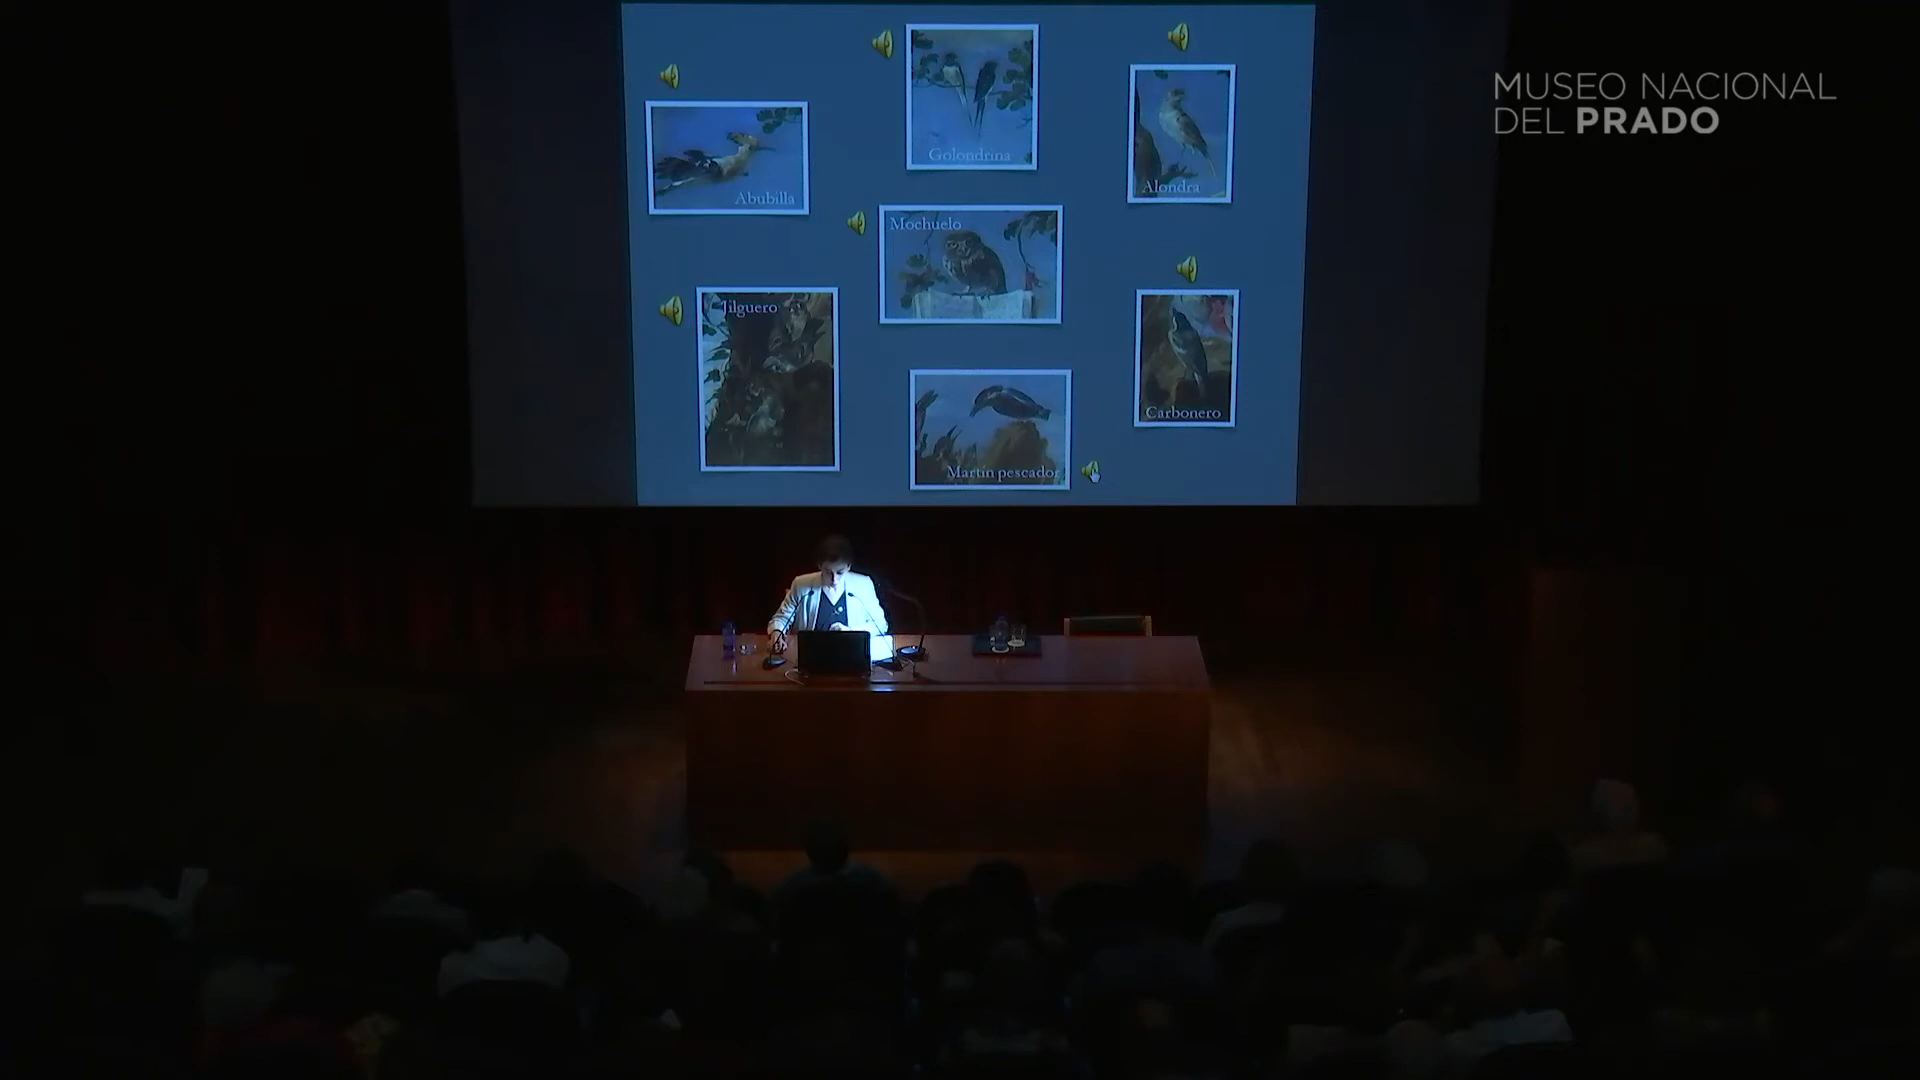 MUSEO NACIONAL
DEL PRADO
Golondrina
Alondra
Abubilla
Mochuelo
Jilguero
Carbonero
Martín pescador